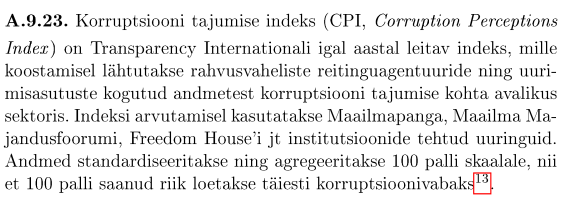 A.9.23. Korruptsiooni tajumise indeks (CPI, Corruption Perceptions
Index) on Transparency Internationali igal aastal leitav indeks, mille
koostamisel lähtutakse rahvusvaheliste reitinguagentuuride ning uuri-
misasutuste kogutud andmetest korruptsiooni tajumise kohta avalikus
sektoris. Indeksi arvutamisel kasutatakse Maailmapanga, Maailma Ma-
jandusfoorumi, Freedom House'i jt institutsioonide tehtud uuringuid.
Andmed standardiseeritakse ning agregeeritakse 100 palli skaalale, nii
et 100 palli saanud riik loetakse täiesti korruptsioonivabaks13.